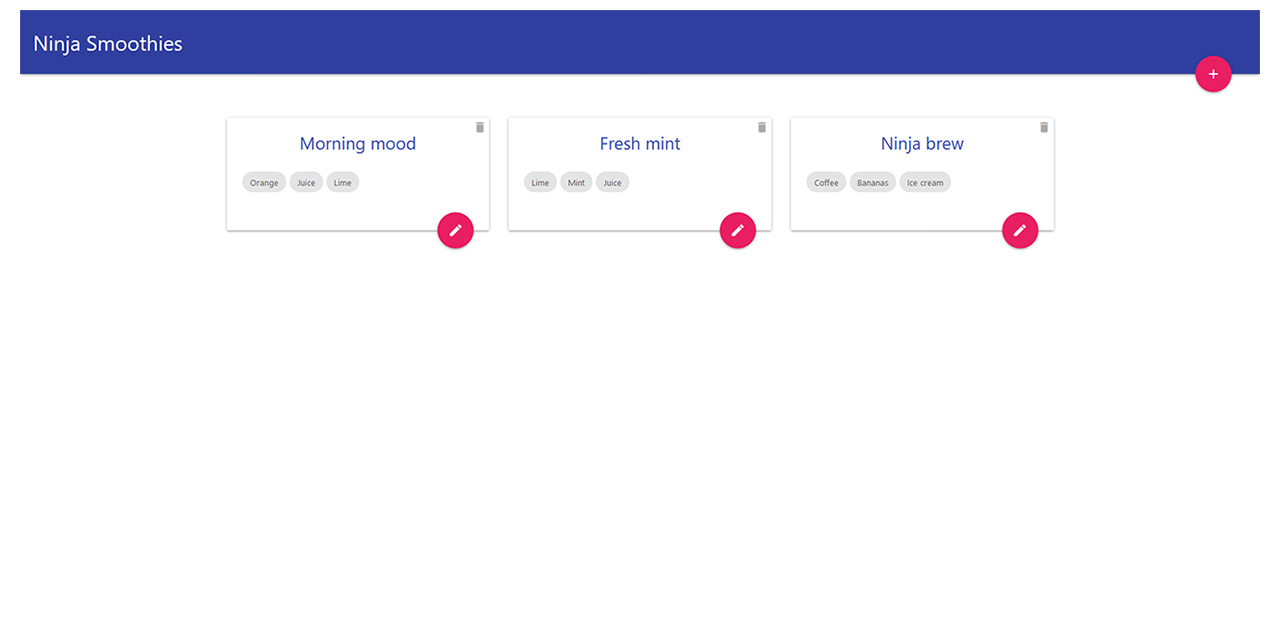 Ninja Smoothies
+
Morning mood
Orange Juice Lime
Fresh mint
Lime Mint Juice
Ninja brew
Coffee Bananas Ice cream